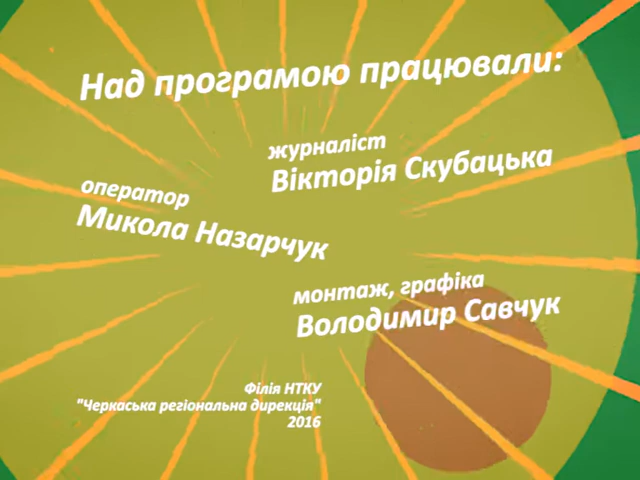 Над програмою працювали:
журналіст
Вікторія Скубацька
оператор
Микола Назарчук
монтаж, графіка
Володимир Савчук
Філія НТКУ
"Черкаська регіональна дирекція"
2016